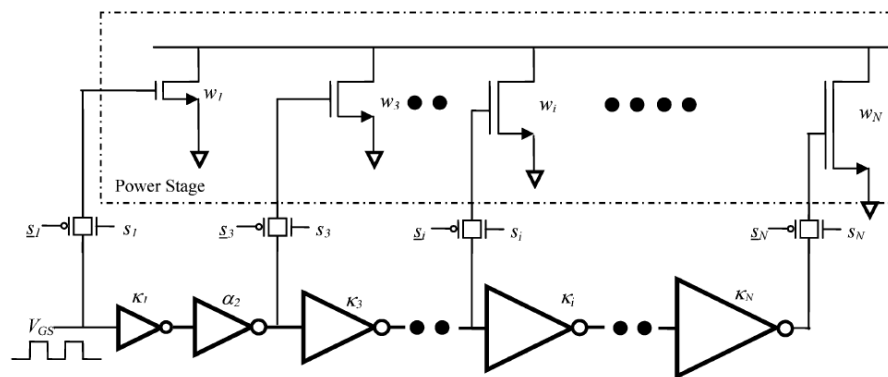 w1
w3
wi
wN
Power Stage
s1 s1
s3 s3
si si
sN sN
κ1
α2
κ3
κi
κN
VGS